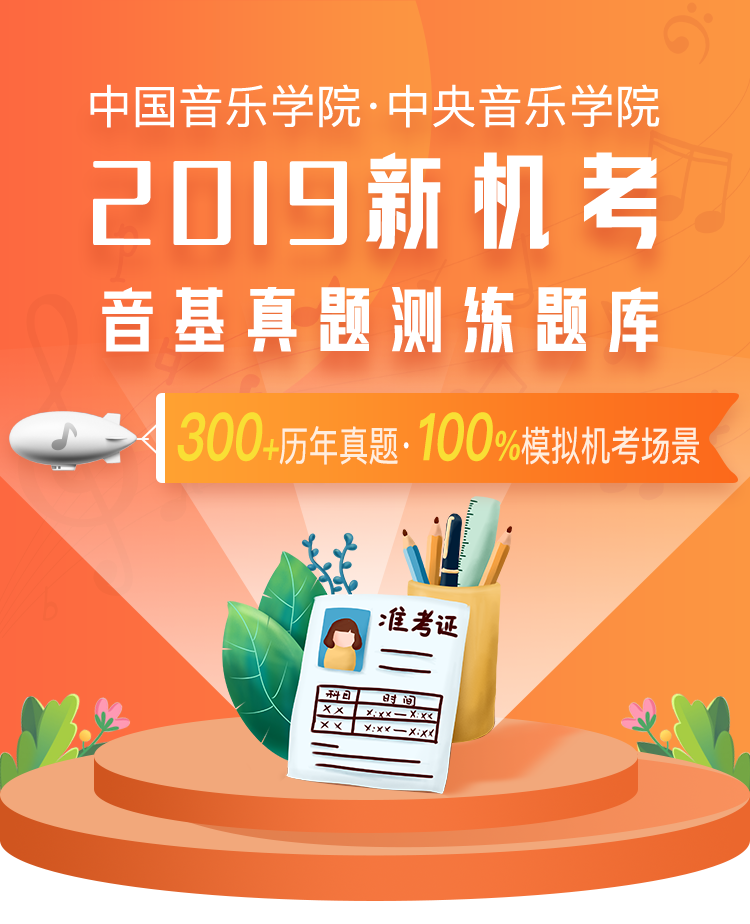 中国音乐学院·中央音乐学院
2019新机考
音基真题测练题库
300+历年真题·100%模拟机考场景
准考证
科目 时间
×× ×:××—×:××
×× ×:××—×:××